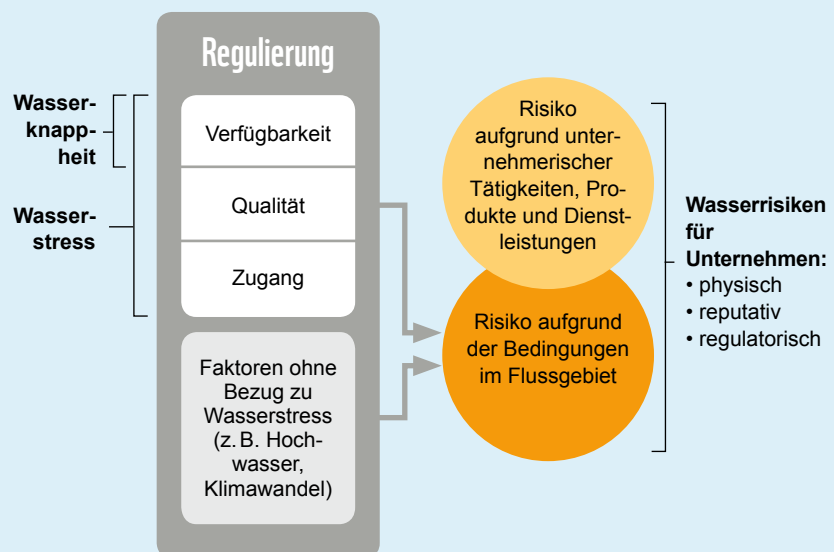 Regulierung
Wasser-
knapp-
heit
Wasser-
stress
Verfügbarkeit
Qualität
Zugang
Faktoren ohne
Bezug zu
Wasserstress
(z. B. Hoch-
wasser,
Klimawandel)
Risiko
aufgrund unter-
nehmerischer
Tätigkeiten, Pro-
dukte und Dienst-
leistungen
Risiko aufgrund
der Bedingungen
im Flussgebiet
Wasserrisiken
für
Unternehmen:
• physisch
• reputativ
• regulatorisch